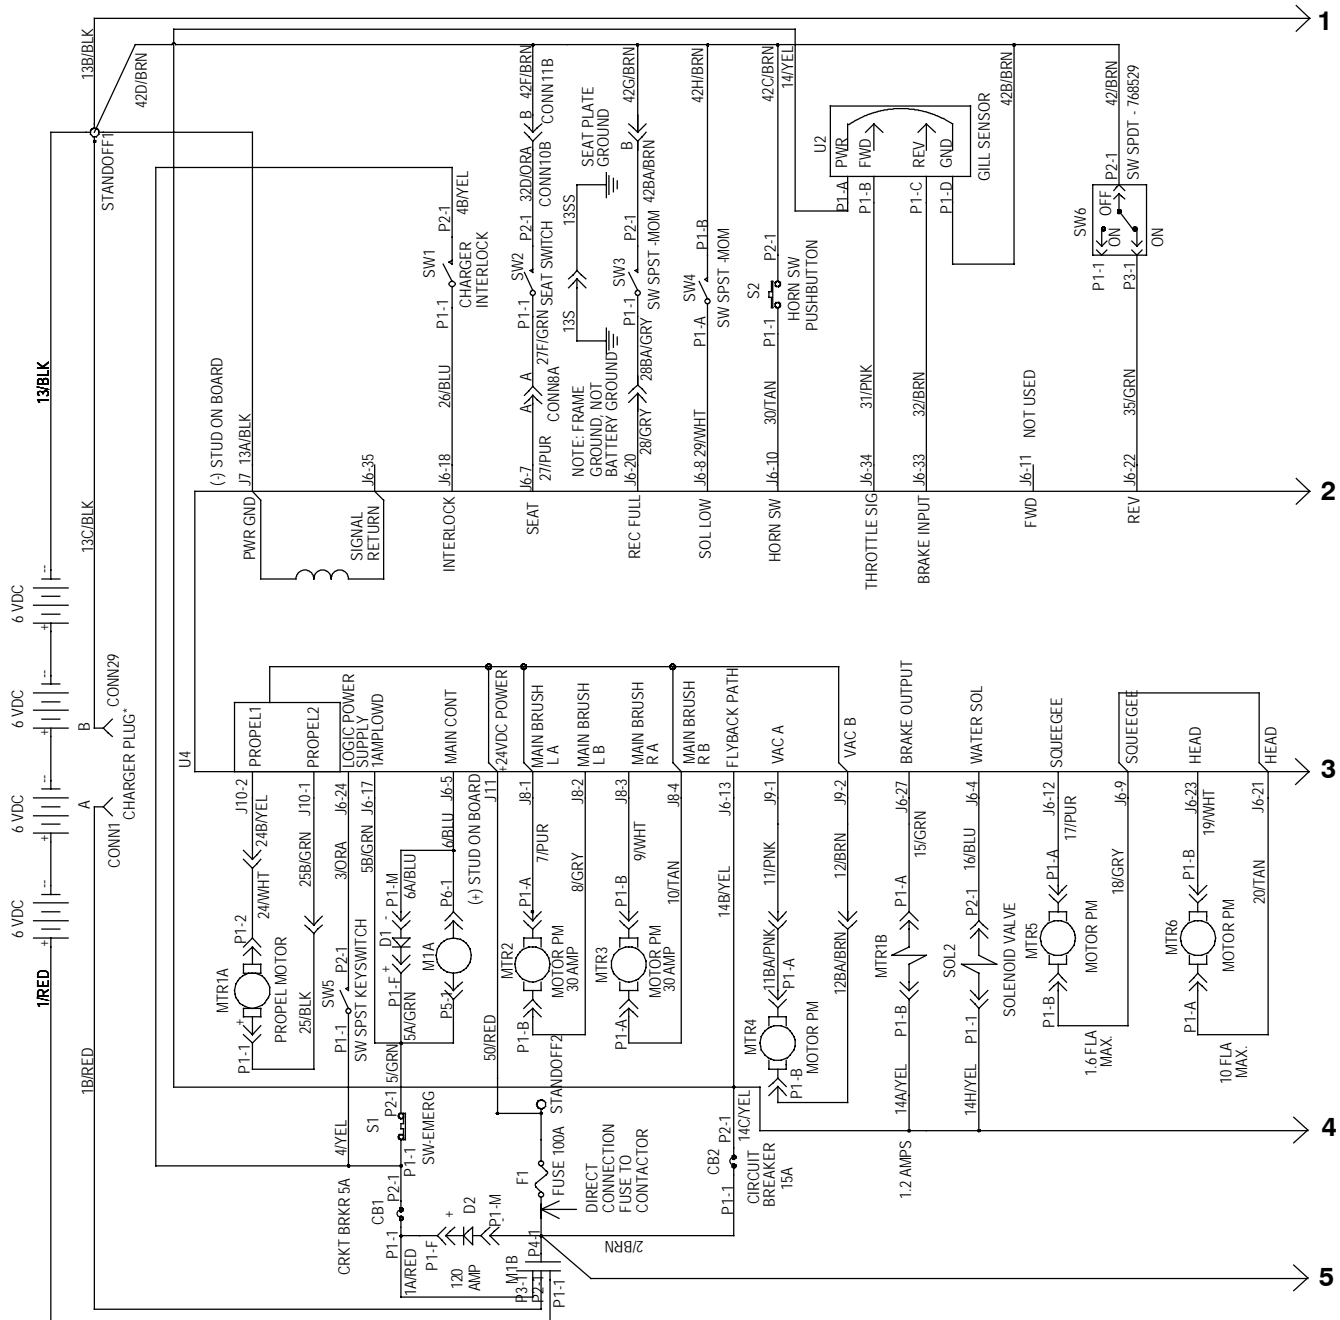 1
2
3
4
5
6 VDC
6 VDC
6 VDC
6 VDC
+
--
+
--
+
--
+
--
1/RED
13/BLK
1B/RED
CONN1
A
B
CONN29
CHARGER PLUG*
13C/BLK
13B/BLK
42D/BRN
STANDOFF1
(-) STUD ON BOARD
J7
13A/BLK
PWR GND
J6-35
SIGNAL
RETURN
INTERLOCK
J6-18
26/BLU
P1-1
SW1
P2-1
4B/YEL
CHARGER
INTERLOCK
SEAT
J6-7
27/PUR
CONN8A
A
A
27F/GRN
P1-1
SW2
SEAT SWITCH
P2-1
32D/ORA
CONN10B
B
CONN11B
42F/BRN
NOTE: FRAME
GROUND, NOT
BATTERY GROUND
13S
13SS
SEAT PLATE
GROUND
REC FULL
J6-20
28/GRY
28BA/GRY
P1-1
SW3
SW SPST -MOM
P2-1
42BA/BRN
B
42G/BRN
SOL LOW
J6-8
29/WHT
P1-A
SW4
SW SPST -MOM
P1-B
42H/BRN
HORN SW
J6-10
30/TAN
P1-1
S2
HORN SW
PUSHBUTTON
P2-1
42C/BRN
14/YEL
THROTTLE SIG
J6-34
31/PNK
BRAKE INPUT
J6-33
32/BRN
U2
PWR
FWD
REV
GND
P1-A
P1-B
P1-C
P1-D
GILL SENSOR
42B/BRN
FWD
J6-11
NOT USED
REV
J6-22
35/GRN
SW6
P1-1
P3-1
ON
OFF
ON
P2-1
SW SPDT - 768529
42/BRN
U4
PROPEL1
PROPEL2
LOGIC POWER
SUPPLY
1AMPLOWD
MAIN CONT
+24VDC POWER
MAIN BRUSH
L A
MAIN BRUSH
L B
MAIN BRUSH
R A
MAIN BRUSH
R B
FLYBACK PATH
VAC A
VAC B
BRAKE OUTPUT
WATER SOL
SQUEEGEE
SQUEEGEE
HEAD
HEAD
J10-2
24B/YEL
24/WHT
P1-2
MTR1A
+
P1-1
PROPEL MOTOR
25/BLK
25B/GRN
J10-1
J6-24
3/ORA
P2-1
SW5
P1-1
SW SPST KEYSWITCH
4/YEL
J6-17
5B/GRN
6A/BLU
P1-M
-
D1
+
P1-F
5A/GRN
J6-5
6/BLU
P6-1
M1A
P5-1
(+) STUD ON BOARD
J11
50/RED
STANDOFF2
5/GRN
P2-1
S1
SW-EMERG
P1-1
P2-1
CB1
P1-1
CRKT BRKR 5A
1A/RED
P1-F
+
D2
P1-M
120
AMP
M1B
P3-1
P2-1
P1-1
P4-1
F1
FUSE 100A
DIRECT
CONNECTION
FUSE TO
CONTACTOR
2/BRN
J8-1
7/PUR
P1-A
MTR2
P1-B
MOTOR PM
30 AMP
8/GRY
J8-2
J8-3
9/WHT
P1-B
MTR3
P1-A
MOTOR PM
30 AMP
10/TAN
J8-4
J6-13
14B/YEL
14C/YEL
P2-1
CB2
P1-1
CIRCUIT
BREAKER
15A
J9-1
11/PNK
11BA/PNK
P1-A
MTR4
P1-B
MOTOR PM
12BA/BRN
12/BRN
J9-2
J6-27
15/GRN
P1-A
MTR1B
P1-B
14A/YEL
1.2 AMPS
J6-4
16/BLU
P2-1
SOL2
SOLENOID VALVE
P1-1
14H/YEL
J6-12
17/PUR
P1-A
MTR5
P1-B
MOTOR PM
1.6 FLA
MAX.
18/GRY
J6-9
J6-23
19/WHT
P1-B
MTR6
P1-A
MOTOR PM
10 FLA
MAX.
20/TAN
J6-21